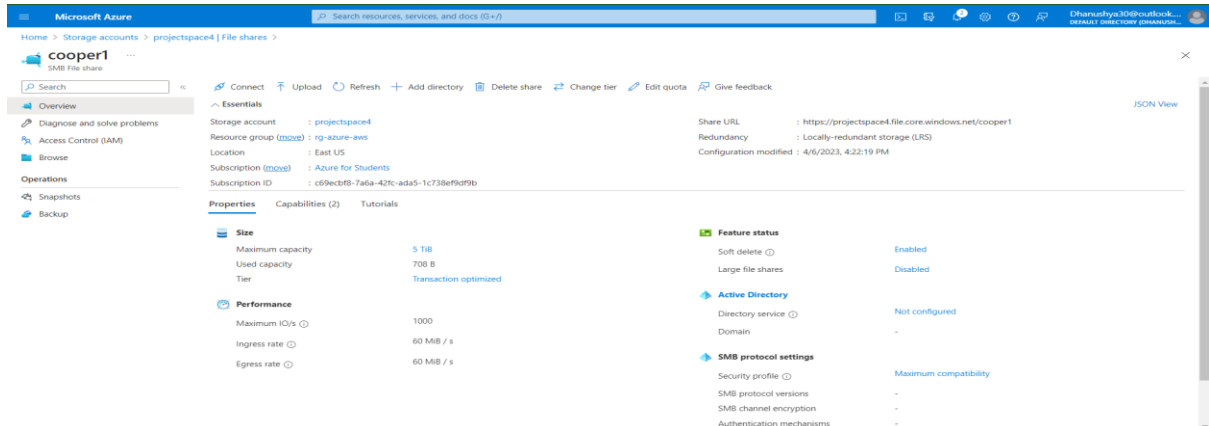 Microsoft Azure
Search resources, services, and docs (G+/)
2
Dhanushya30@outlook....
DEFAULT DIRECTORY (DHANUSH...
Home > Storage accounts > projectspace4 | File shares >
cooper1 ...
SMB File share
Search
Connect Upload Refresh Add directory Delete share Change tier Edit quota Give feedback
Overview
Diagnose and solve problems
Access Control (IAM)
Browse
Operations
Snapshots
Backup
Essentials
JSON View
Storage account : projectspace4
Resource group (move) : rg-azure-aws
Location : East US
Subscription (move) : Azure for Students
Subscription ID : c69ecbf8-7a6a-42fc-ada5-1c738ef9df9b
Share URL : https://projectspace4.file.core.windows.net/cooper1
Redundancy : Locally-redundant storage (LRS)
Configuration modified : 4/6/2023, 4:22:19 PM
Properties Capabilities (2) Tutorials
Size
Maximum capacity 5 TiB
Used capacity 708 B
Tier Transaction optimized
Performance
Maximum IO/s 1000
Ingress rate 60 MiB / s
Egress rate 60 MiB / s
Feature status
Soft delete Enabled
Large file shares Disabled
Active Directory
Directory service Not configured
Domain -
SMB protocol settings
Security profile Maximum compatibility
SMB protocol versions -
SMB channel encryption -
Authentication mechanisms -